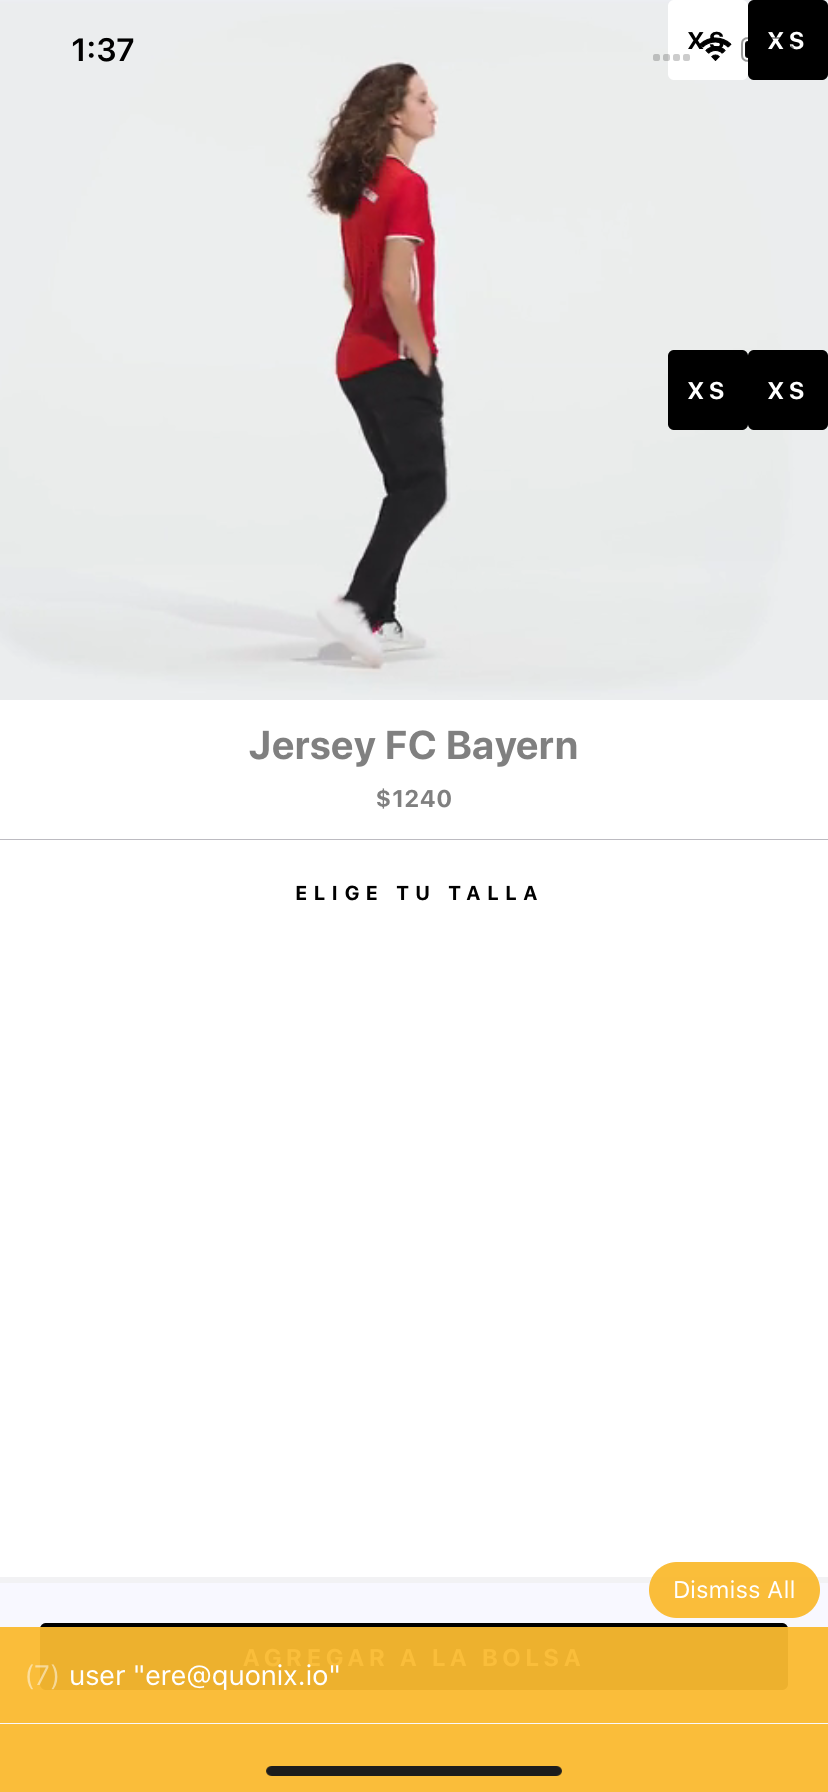 1:37
XS
XS
XS
XS
Jersey FC Bayern
$1240
ELIGE TU TALLA
Dismiss All
AGREGAR A LA BOLSA
(7) user "ere@quonix.io"